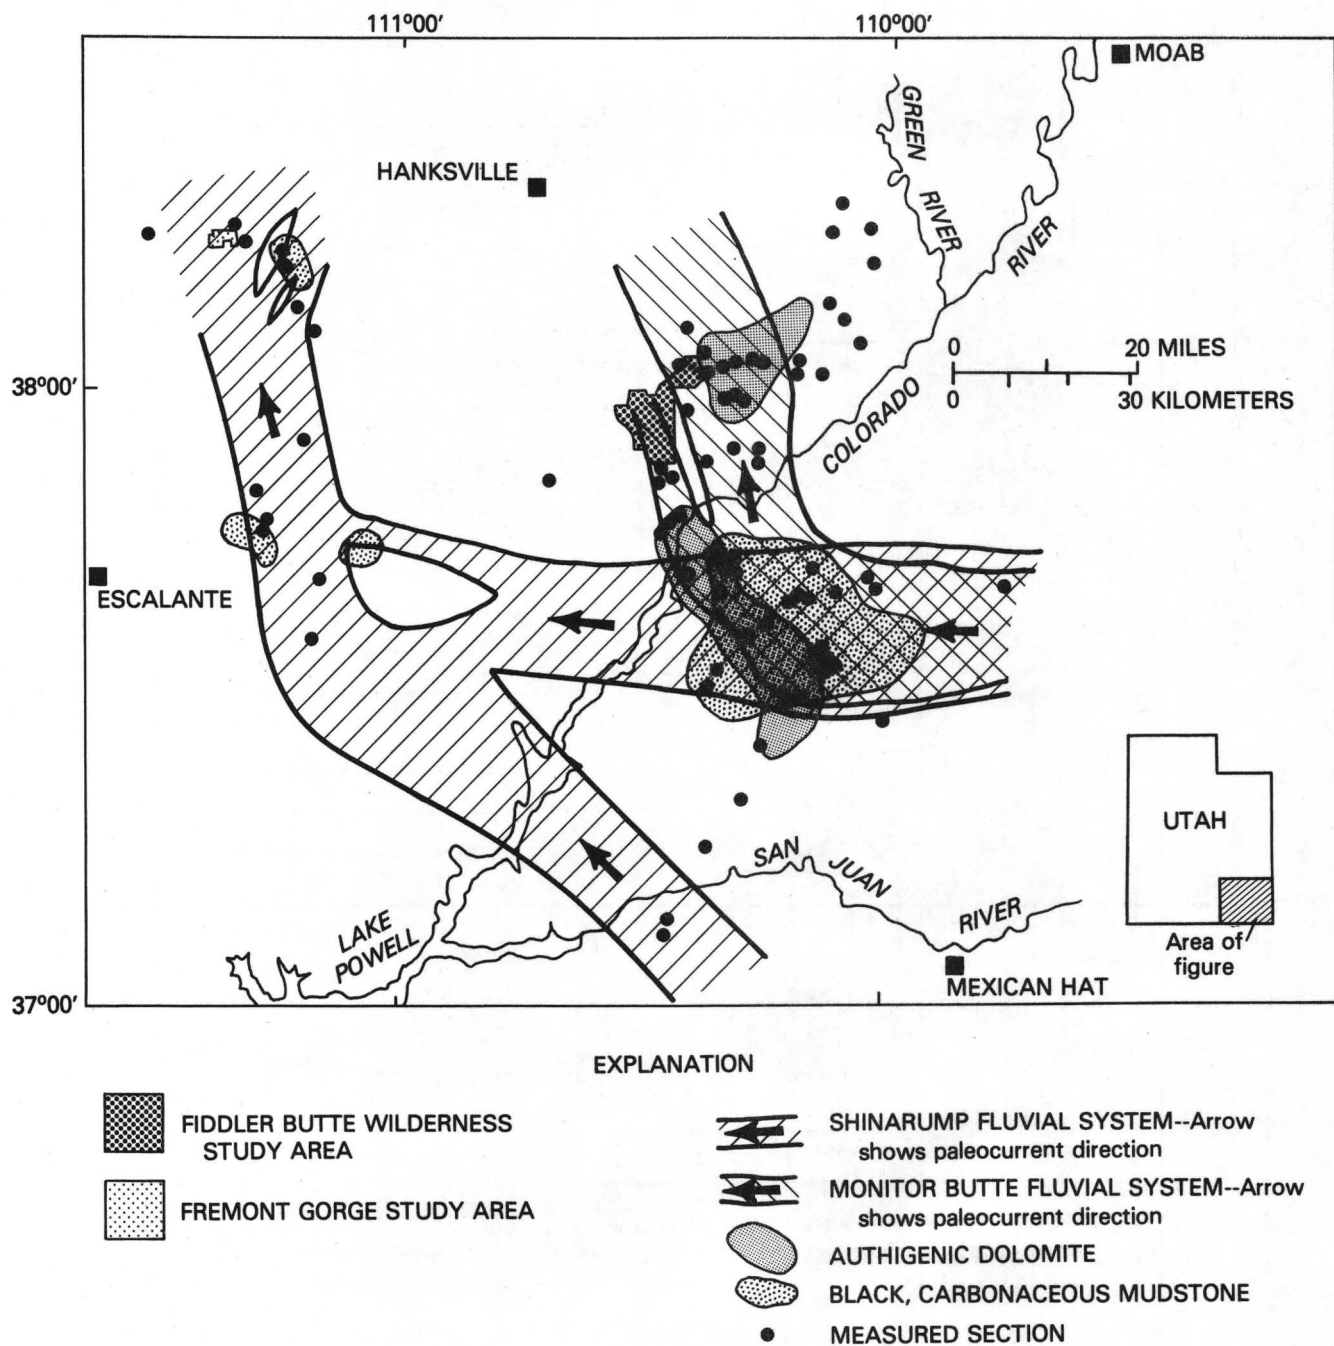 111°00'
110°00'
MOAB
GREEN
RIVER
RIVER
HANKSVILLE
0
20 MILES
38°00'
0
30 KILOMETERS
COLORADO
ESCALANTE
UTAH
SAN
JUAN
RIVER
LAKE
POWELL
Area of
figure
MEXICAN HAT
37°00'
EXPLANATION
FIDDLER BUTTE WILDERNESS
STUDY AREA
FREMONT GORGE STUDY AREA
SHINARUMP FLUVIAL SYSTEM--Arrow
shows paleocurrent direction
MONITOR BUTTE FLUVIAL SYSTEM--Arrow
shows paleocurrent direction
AUTHIGENIC DOLOMITE
BLACK, CARBONACEOUS MUDSTONE
MEASURED SECTION